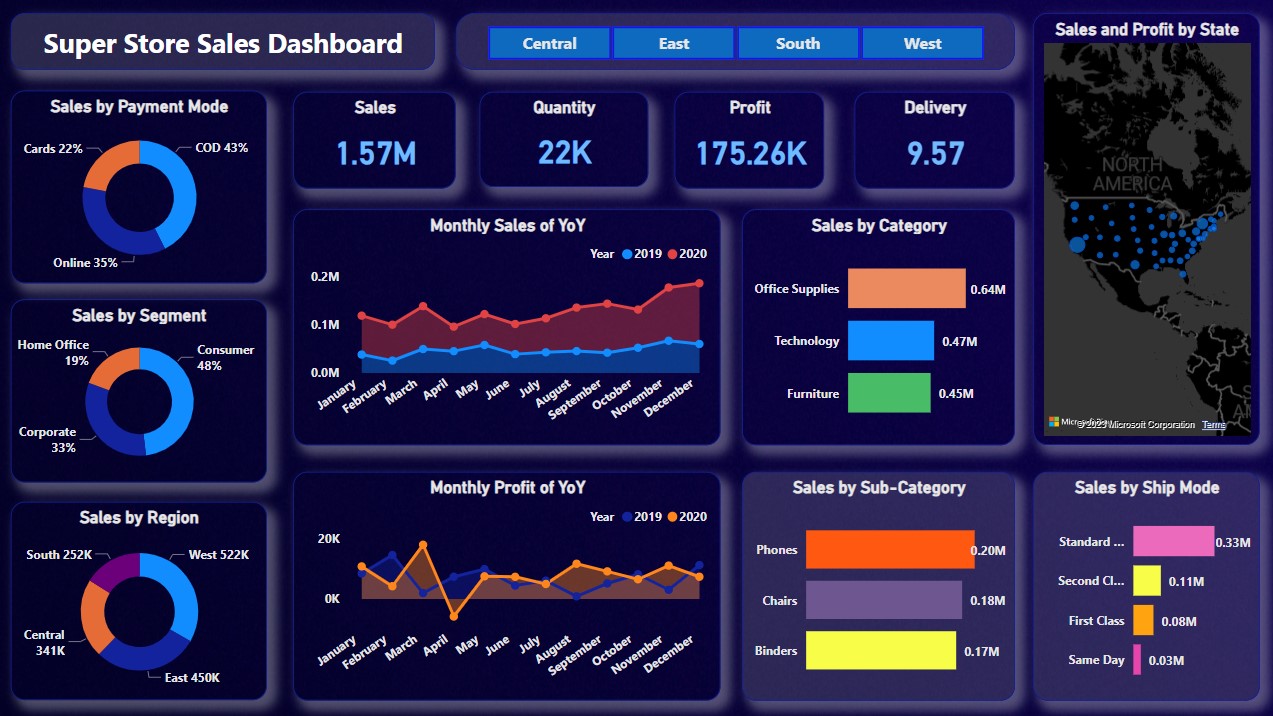 Super Store Sales Dashboard
Central East South West
Sales and Profit by State
NORTH
AMERICA
©2023 Microsoft Corporation Terms
Sales by Payment Mode
Cards 22%
COD 43%
Online 35%
Sales
1.57M
Quantity
22K
Profit
175.26K
Delivery
9.57
Monthly Sales of YoY
Year 2019 2020
0.2M
0.1M
0.0M
January February March April May June July August September October November December
Sales by Category
Office Supplies 0.64M
Technology 0.47M
Furniture 0.45M
Sales by Segment
Home Office
19%
Consumer
48%
Corporate
33%
Sales by Region
South 252K
West 522K
Central
341K
East 450K
Monthly Profit of YoY
Year 2019 2020
20K
0K
January February March April May June July August September October November December
Sales by Sub-Category
Phones 0.20M
Chairs 0.18M
Binders 0.17M
Sales by Ship Mode
Standard ... 0.33M
Second Cl... 0.11M
First Class 0.08M
Same Day 0.03M